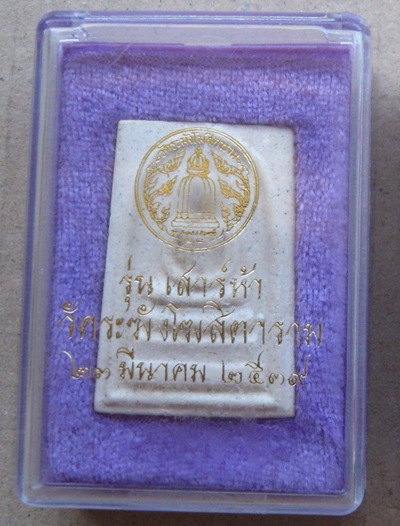 รุ่น เสาร์ห้า
วัดระฆังโฆสิตาราม
๒๓ มีนาคม ๒๕๓๙